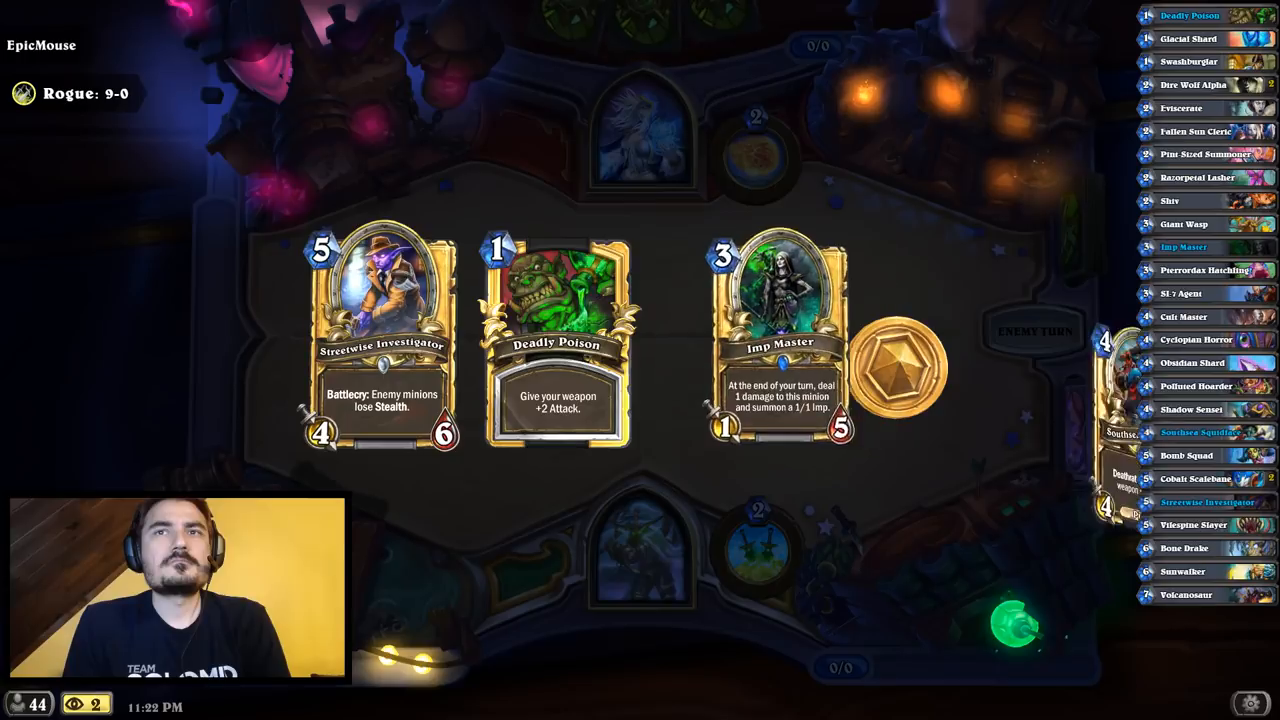 EpicMouse
Rogue: 9-0
0/0
2
5
Streetwise Investigator
Battlecry: Enemy minions
lose Stealth.
4
6
1
Deadly Poison
Give your weapon
+2 Attack.
3
Imp Master
At the end of your turn, deal
1 damage to this minion
and summon a 1/1 Imp.
1
5
ENEMY TURN
4
Southse
Deathrat
weapon
4
2
0/0
TEAM
44
2
11:22 PM
1 Deadly Poison
1 Glacial Shard
1 Swashburglar
2 Dire Wolf Alpha 2
2 Eviscerate
2 Fallen Sun Cleric
2 Pint-Sized Summoner
2 Razorpetal Lasher
2 Shiv
3 Giant Wasp
3 Imp Master
3 Pterrordax Hatchling
3 SI:7 Agent
4 Cult Master
4 Cyclopian Horror
4 Obsidian Shard
4 Polluted Hoarder
4 Shadow Sensei
4 Southsea Squidface
5 Bomb Squad
5 Cobalt Scalebane 2
5 Streetwise Investigator
5 Vilespine Slayer
6 Bone Drake
6 Sunwalker
7 Volcanosaur